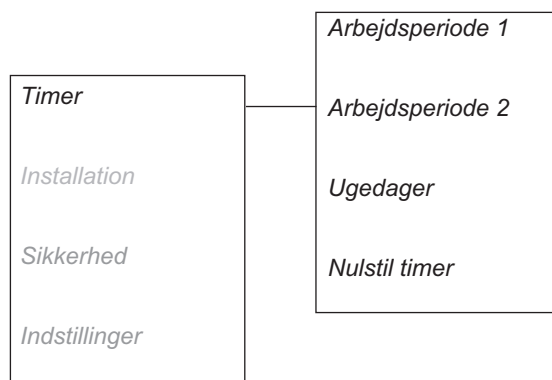 Timer
Installation
Sikkerhed
Indstillinger
Arbejdsperiode 1
Arbejdsperiode 2
Ugedager
Nulstil timer